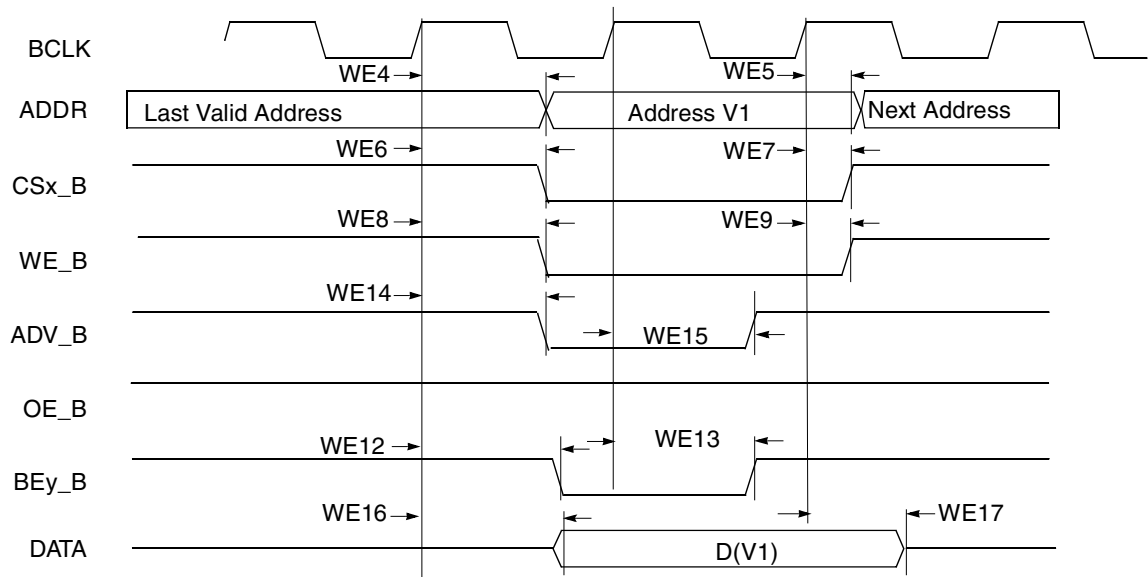 BCLK
WE4 WE5
ADDR Last Valid Address Address V1 Next Address
WE6 WE7
CSx_B
WE8 WE9
WE_B
WE14
ADV_B WE15
OE_B
WE12 WE13
BEy_B
WE16 WE17
DATA D(V1)